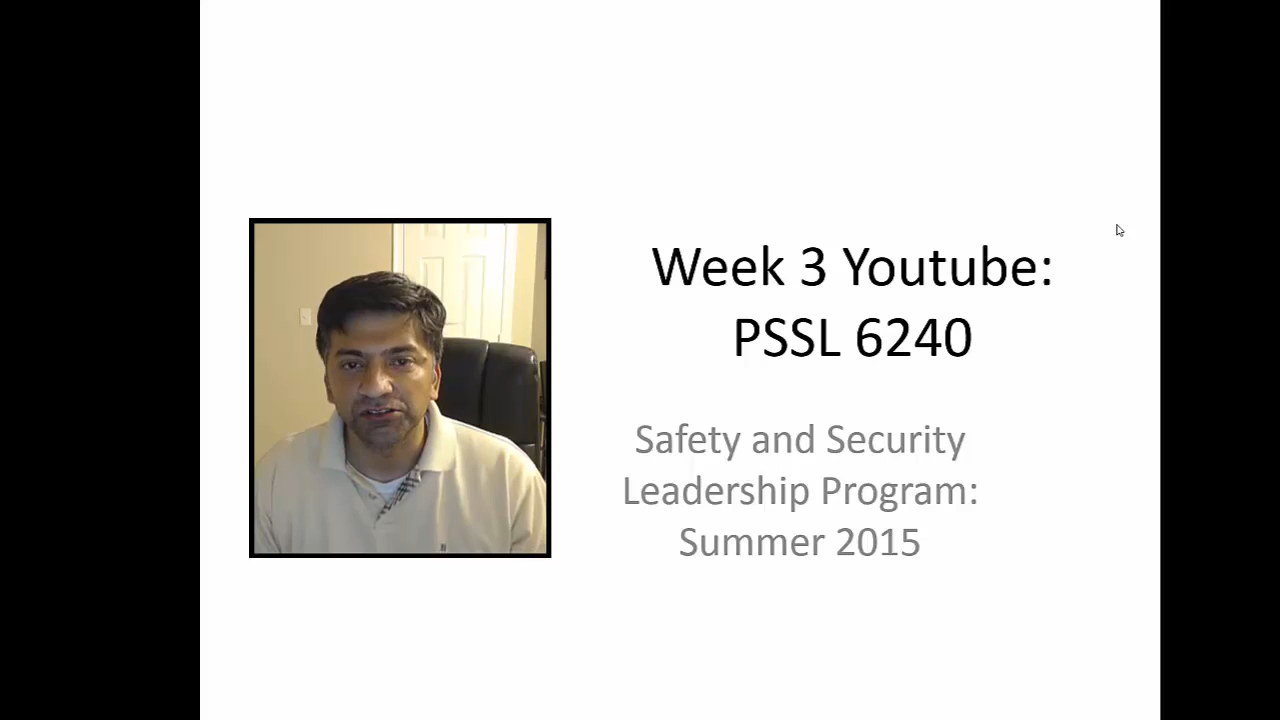 Week 3 Youtube:
PSSL 6240
Safety and Security
Leadership Program:
Summer 2015